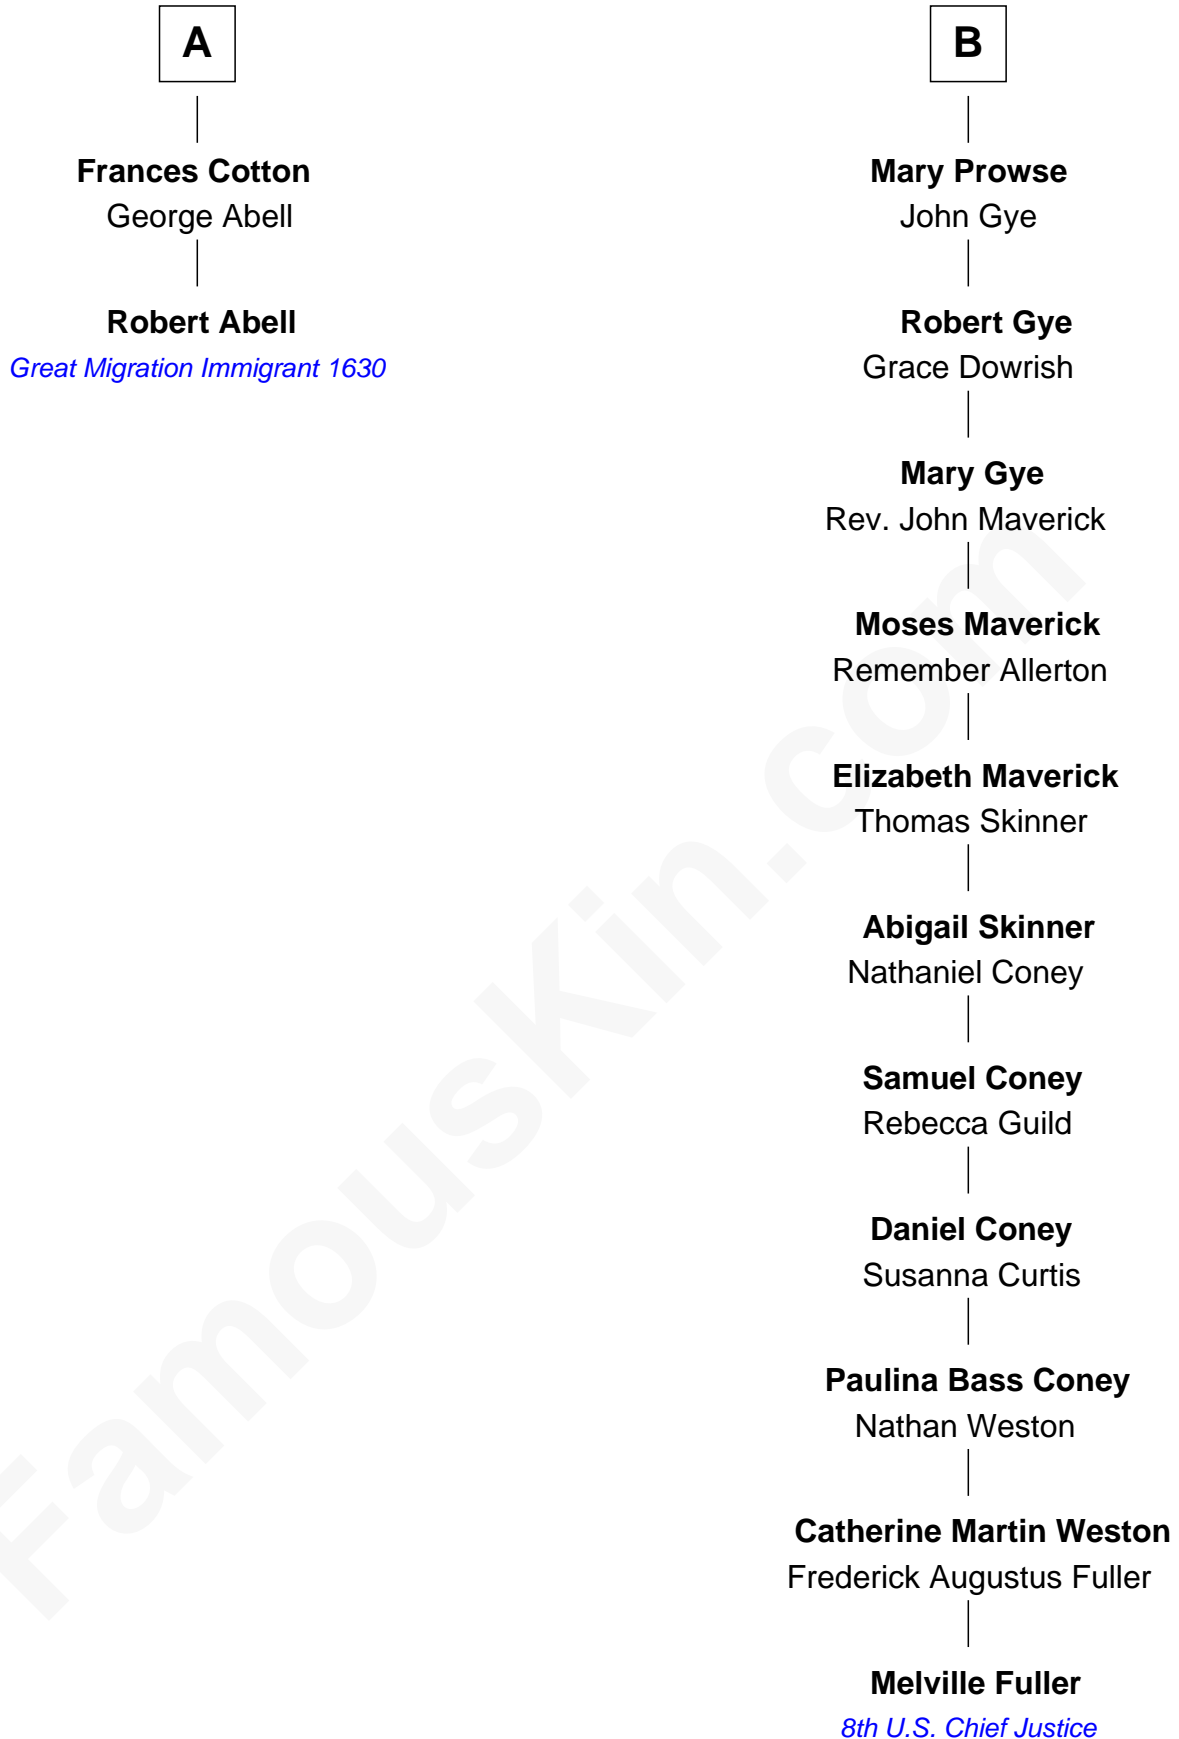 A
Frances Cotton
George Abell
Robert Abell
Great Migration Immigrant 1630
B
Mary Prowse
John Gye
Robert Gye
Grace Dowrish
Mary Gye
Rev. John Maverick
Moses Maverick
Remember Allerton
Elizabeth Maverick
Thomas Skinner
Abigail Skinner
Nathaniel Coney
Samuel Coney
Rebecca Guild
Daniel Coney
Susanna Curtis
Paulina Bass Coney
Nathan Weston
Catherine Martin Weston
Frederick Augustus Fuller
Melville Fuller
8th U.S. Chief Justice
FamousKin.com